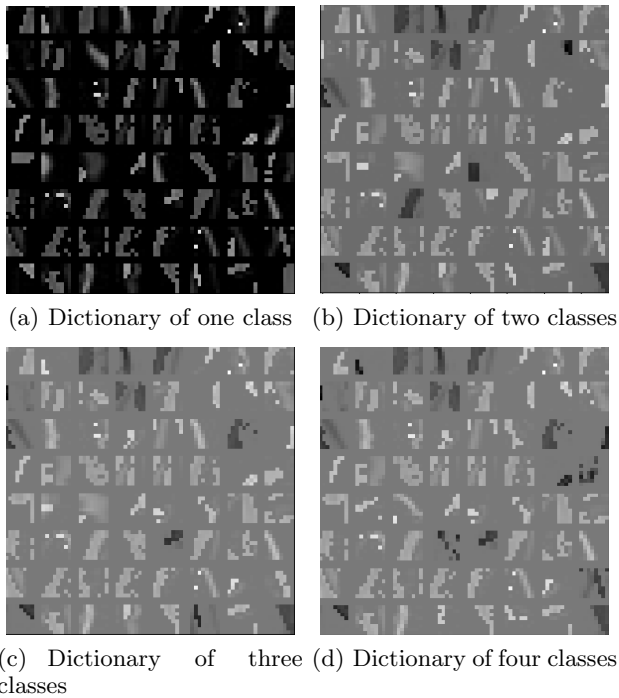 (a) Dictionary of one class
(b) Dictionary of two classes
(c) Dictionary of three
classes
(d) Dictionary of four classes